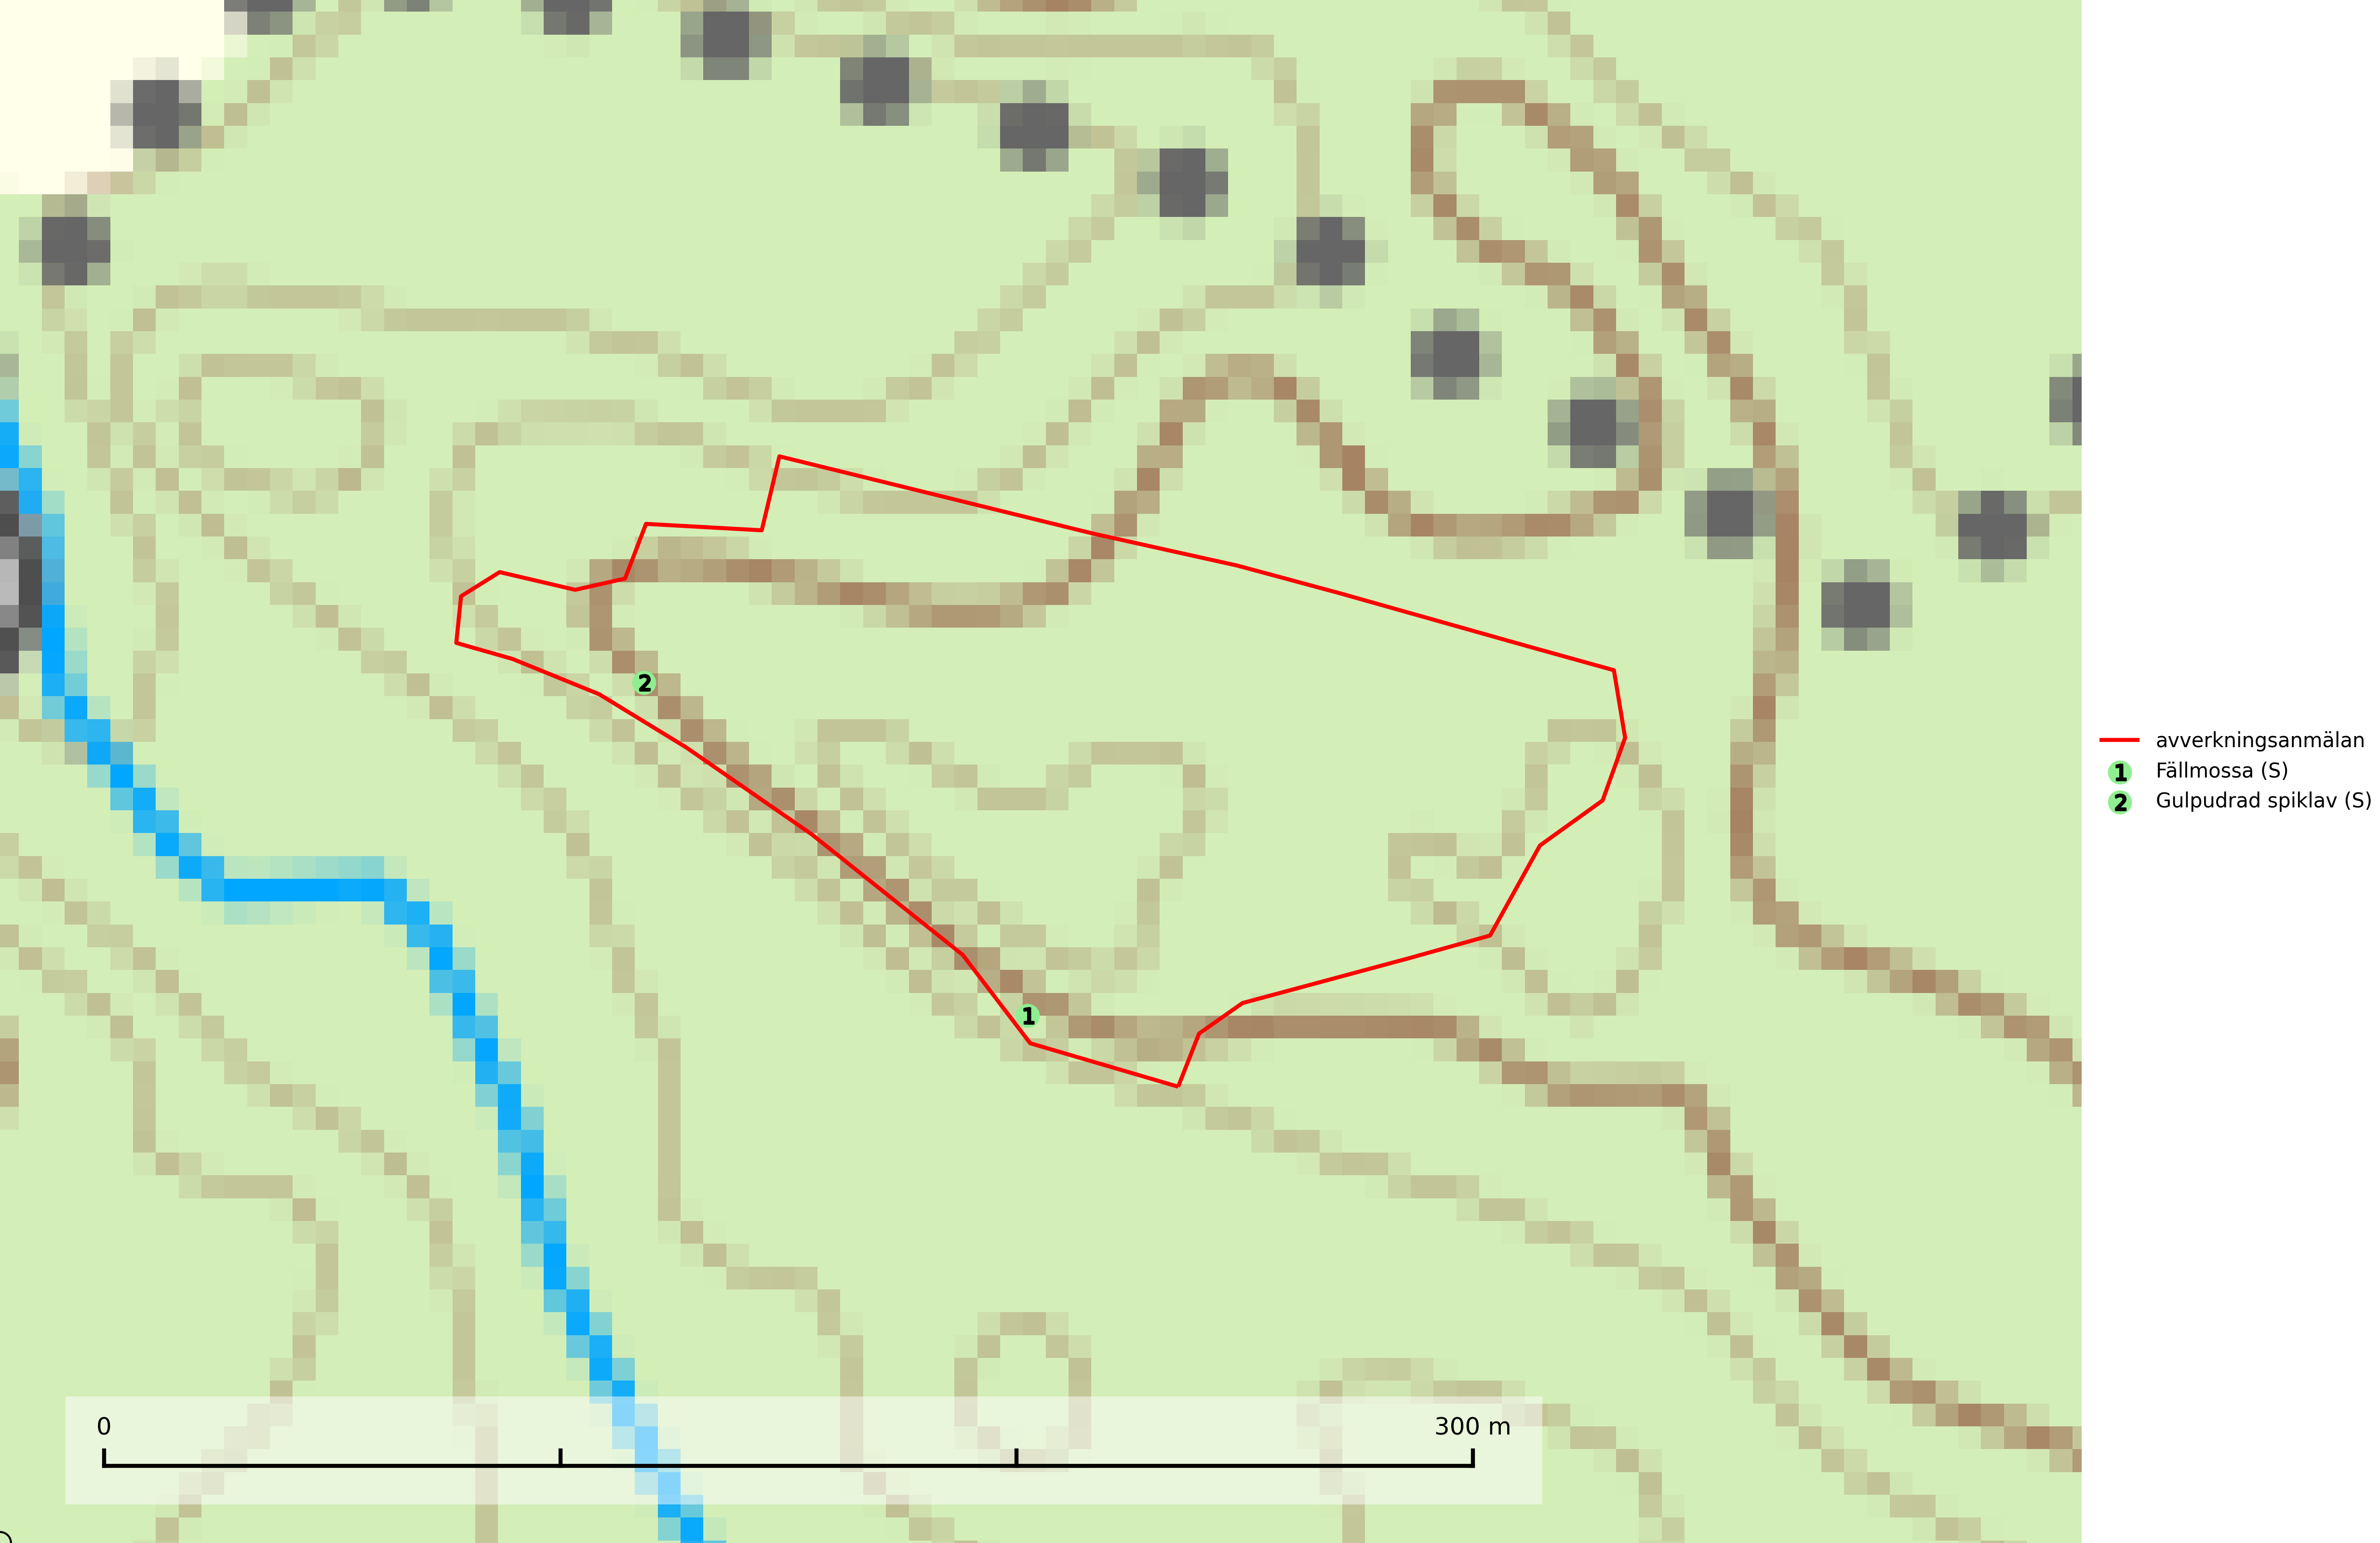 2
1
avverkningsanmälan
1 Fällmossa (S)
2 Gulpudrad spiklav (S)
0 300 m